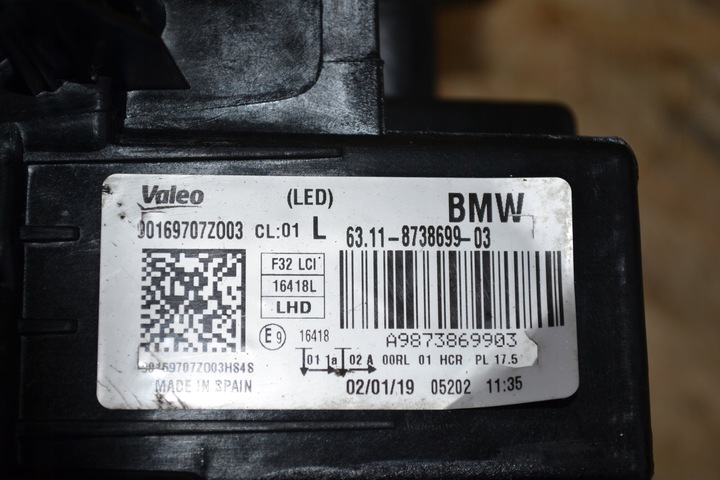 Valeo (LED) BMW
90169707Z003 CL:01 L 63.11-8738699-03
F32 LCI
16418L
LHD
E9 16418 A9873869903
01 1a 02 A 00RL 01 HCR PL 17.5
90169707Z003HS4S
MADE IN SPAIN 02/01/19 05202 11:35